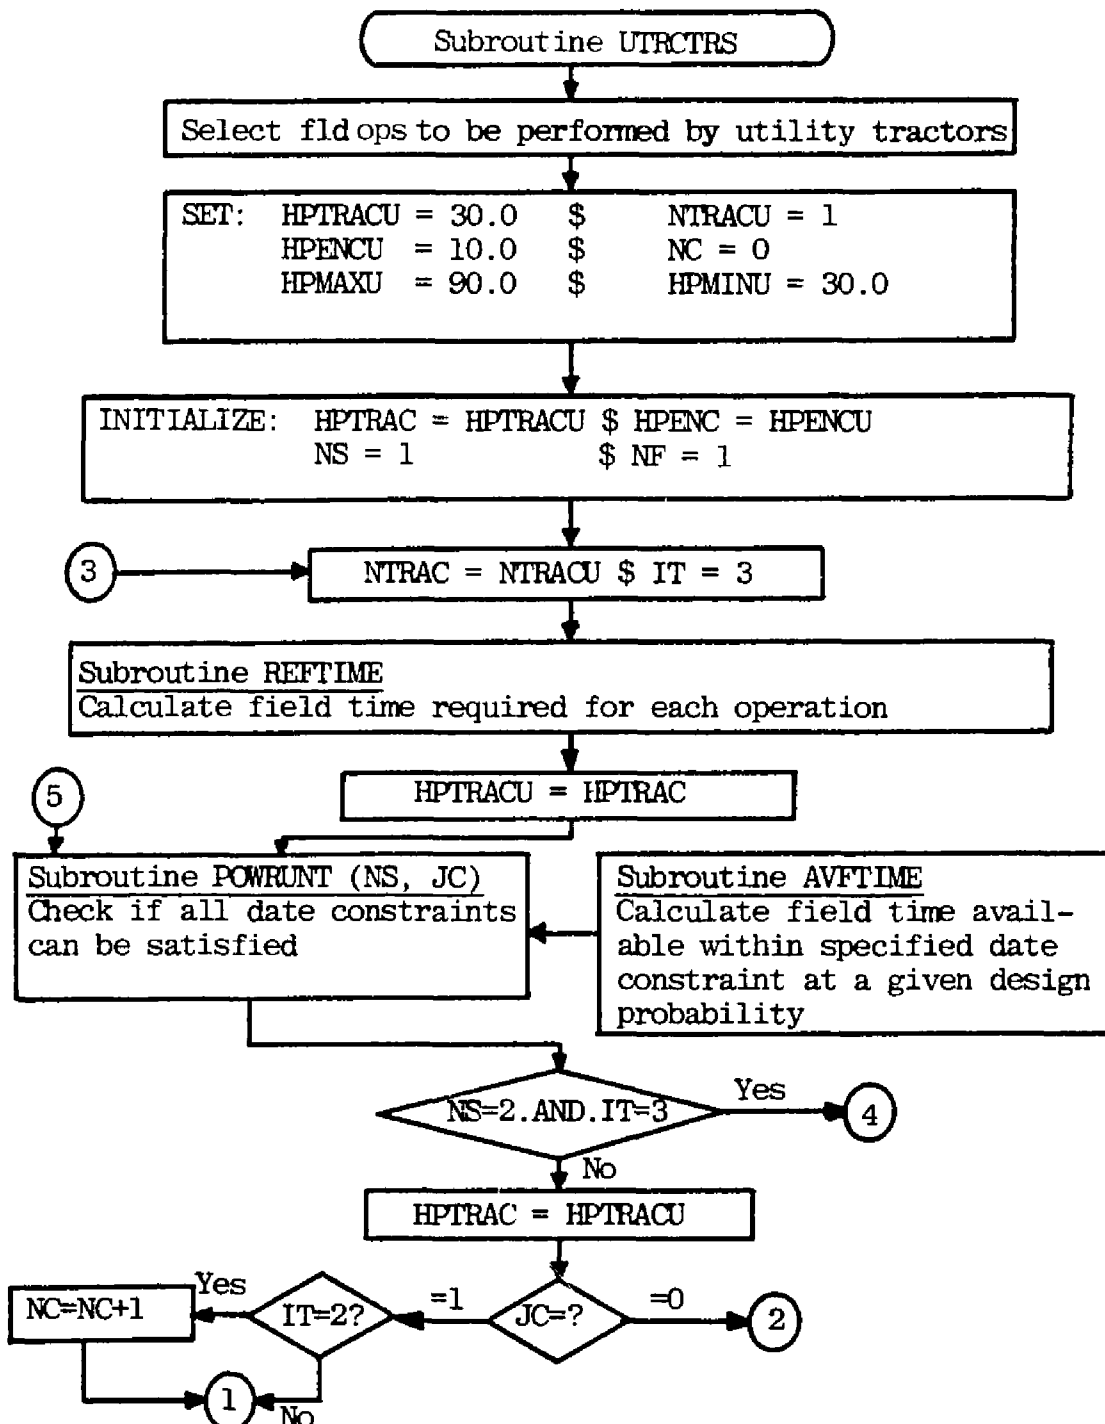 Subroutine UTRCTRS
Select fld ops to be performed by utility tractors
SET: HPTRACU = 30.0 $ NTRACU = 1
HPENCU = 10.0 $ NC = 0
HPMAXU = 90.0 $ HPMINU = 30.0
INITIALIZE: HPTRAC = HPTRACU $ HPENC = HPENCU
NS = 1 $ NF = 1
3
NTRAC = NTRACU $ IT = 3
Subroutine REFTIME
Calculate field time required for each operation
HPTRACU = HPTRAC
5
Subroutine POWRUNT (NS, JC)
Check if all date constraints
can be satisfied
Subroutine AVFTIME
Calculate field time avail-
able within specified date
constraint at a given design
probability
NS=2.AND.IT=3
Yes
4
No
HPTRAC = HPTRACU
NC=NC+1
Yes
IT=2?
=1
JC=?
=0
2
1
No